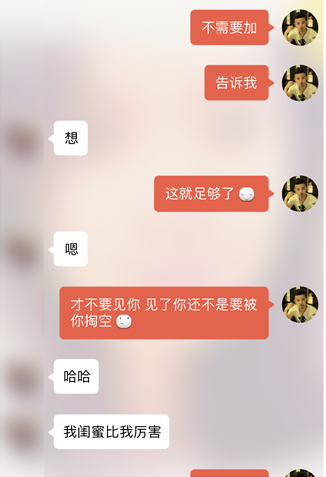 不需要加
告诉我
想
这就足够了
嗯
才不要见你 见了你还不是要被
你掏空
哈哈
我闺蜜比我厉害